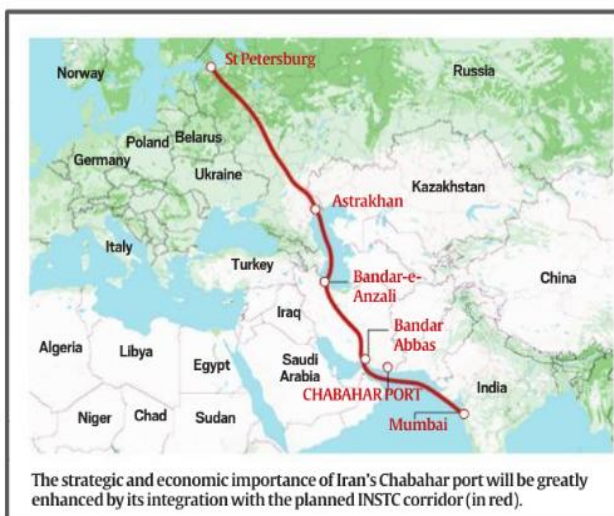 St Petersburg
Norway
Russia
Poland
Belarus
Germany
Ukraine
Kazakhstan
Astrakhan
Italy
Turkey
Bandar-e-
Anzali
China
Iraq
Bandar
Abbas
Algeria
Libya
Egypt
Saudi
Arabia
CHABAHAR PORT
India
Mumbai
Niger
Chad
Sudan
The strategic and economic importance of Iran's Chabahar port will be greatly
enhanced by its integration with the planned INSTC corridor (in red).